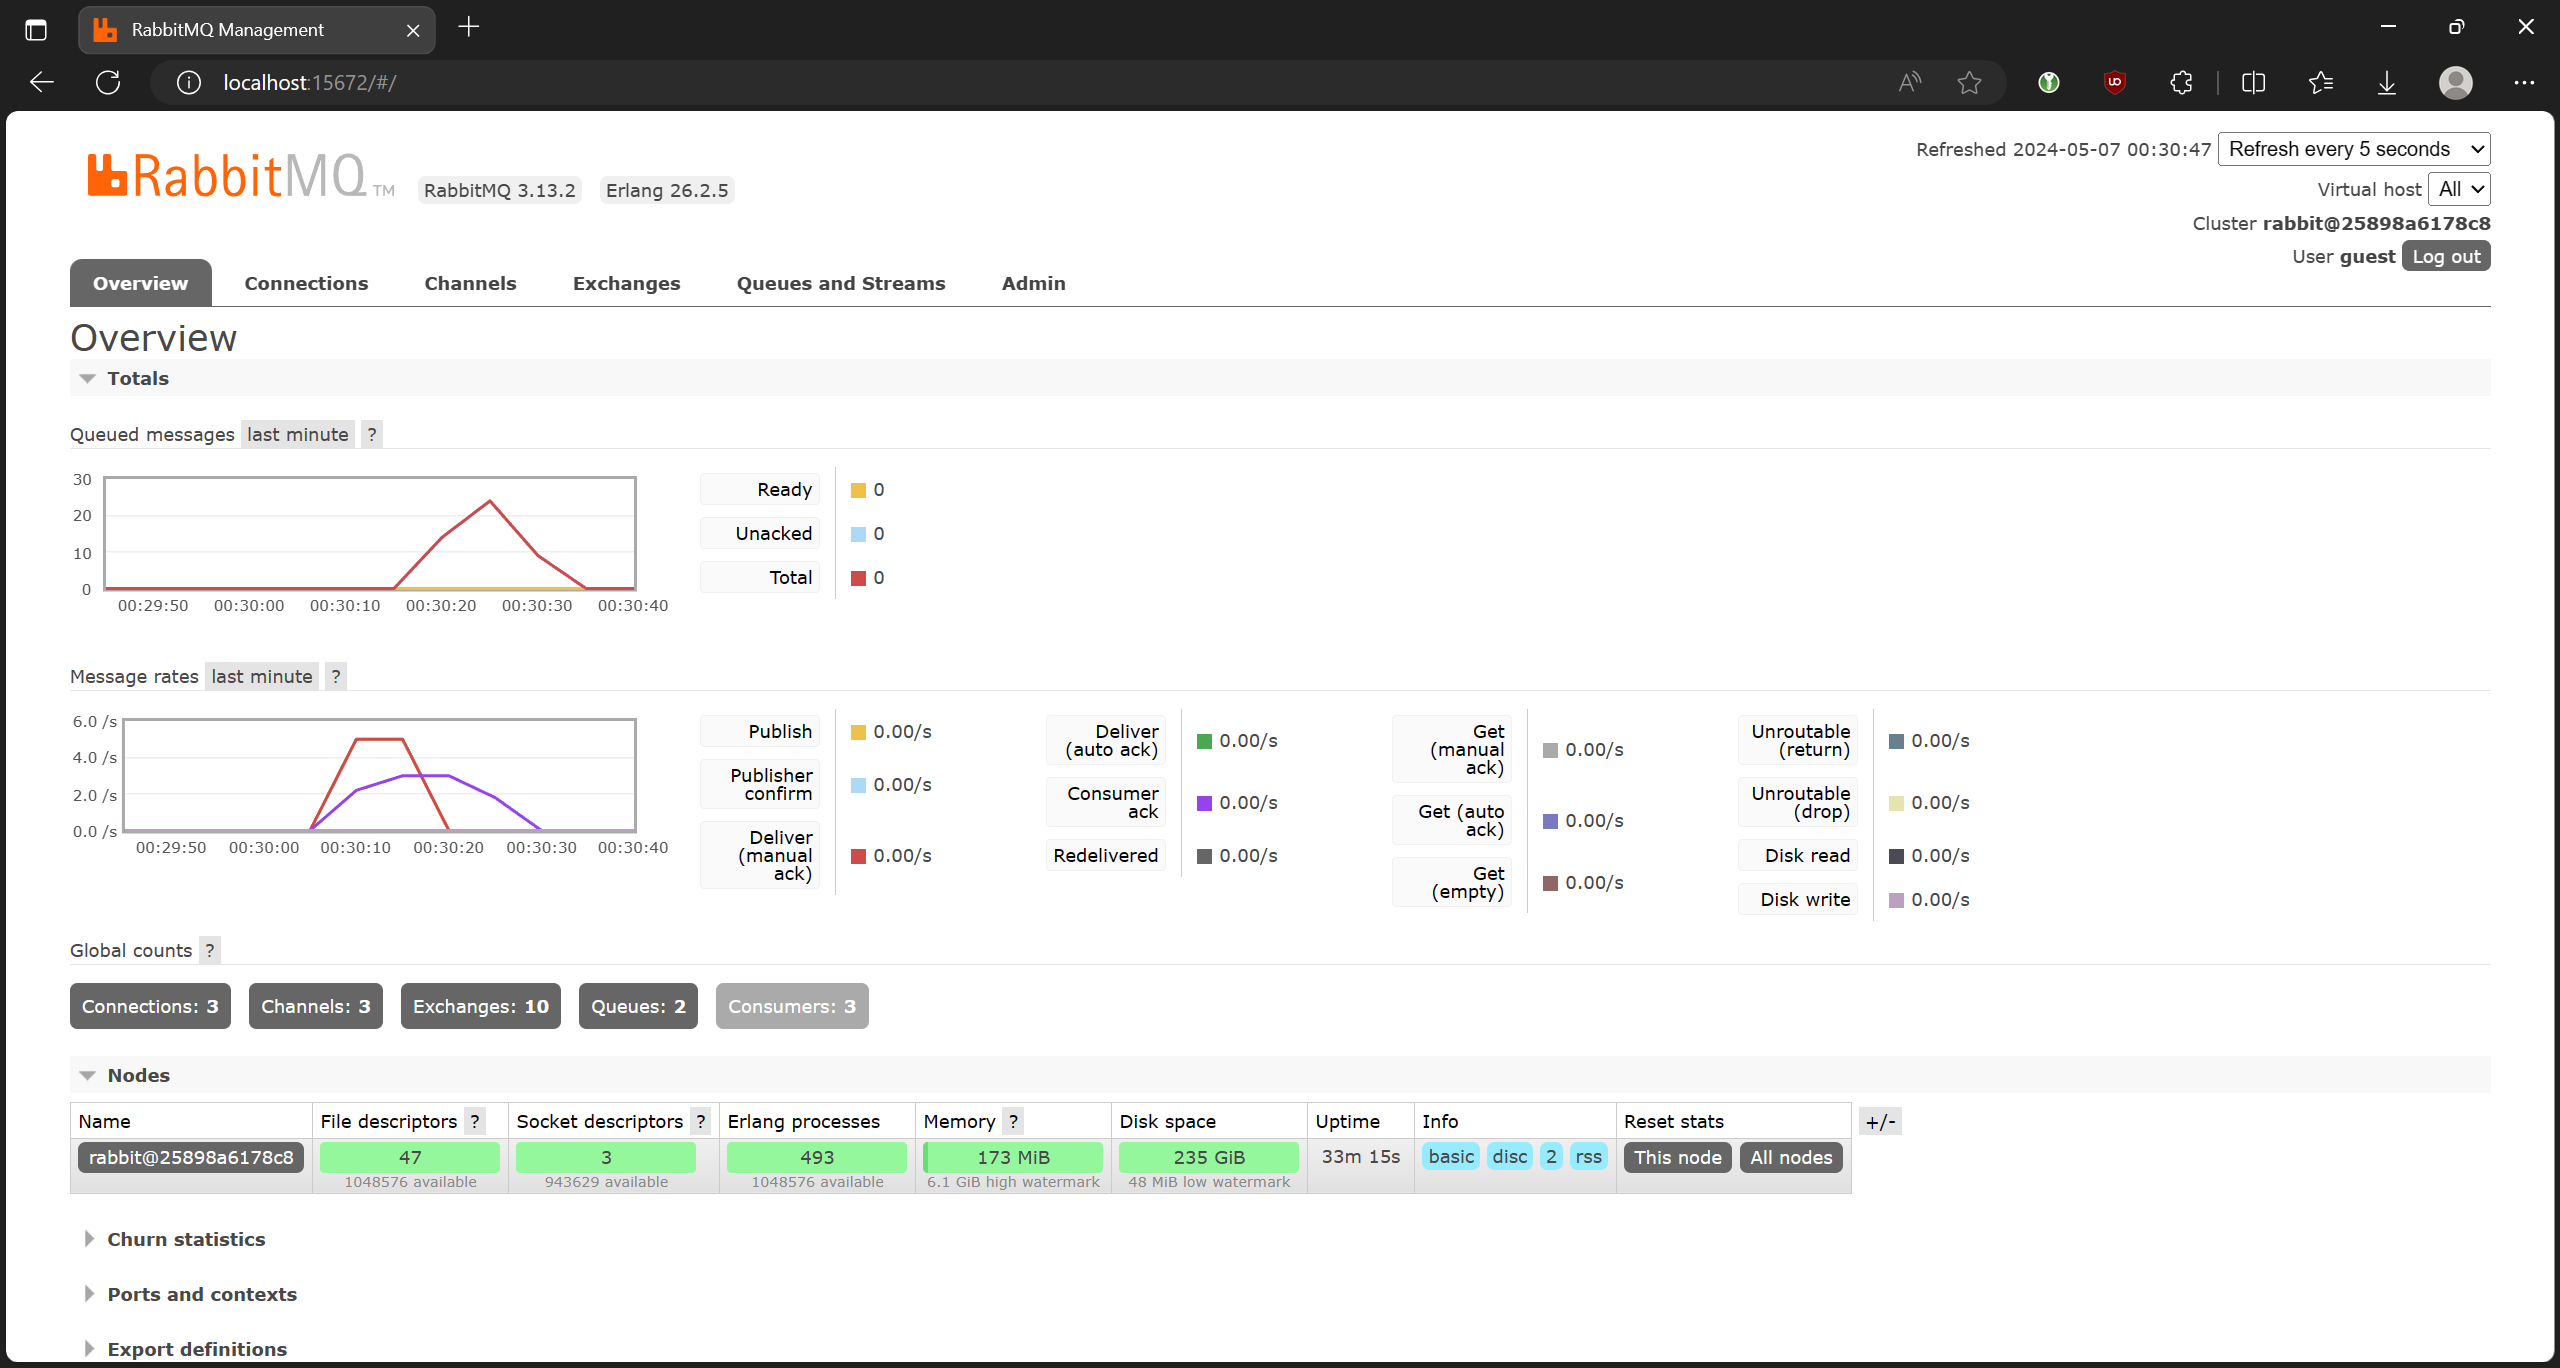 RabbitMQ Management
localhost:15672/#/
RabbitMQ TM
RabbitMQ 3.13.2 Erlang 26.2.5
Refreshed 2024-05-07 00:30:47 Refresh every 5 seconds
Virtual host All
Cluster rabbit@25898a6178c8
User guest Log out
Overview Connections Channels Exchanges Queues and Streams Admin
Overview
Totals
Queued messages last minute ?
30
20
10
0
00:29:50 00:30:00 00:30:10 00:30:20 00:30:30 00:30:40
Ready 0
Unacked 0
Total 0
Message rates last minute ?
6.0 /s
4.0 /s
2.0 /s
0.0 /s
00:29:50 00:30:00 00:30:10 00:30:20 00:30:30 00:30:40
Publish 0.00/s
Publisher
confirm 0.00/s
Deliver
(manual 0.00/s
ack)
Deliver
(auto ack) 0.00/s
Consumer
ack 0.00/s
Redelivered 0.00/s
Get
(manual 0.00/s
ack)
Get (auto
ack) 0.00/s
Get
(empty) 0.00/s
Unroutable
(return) 0.00/s
Unroutable
(drop) 0.00/s
Disk read 0.00/s
Disk write 0.00/s
Global counts ?
Connections: 3 Channels: 3 Exchanges: 10 Queues: 2 Consumers: 3
Nodes
Name File descriptors ? Socket descriptors ? Erlang processes Memory ? Disk space Uptime Info Reset stats +/-
rabbit@25898a6178c8 47 3 493 173 MiB 235 GiB 33m 15s basic disc 2 rss This node All nodes
1048576 available 943629 available 1048576 available 6.1 GiB high watermark 48 MiB low watermark
Churn statistics
Ports and contexts
Export definitions